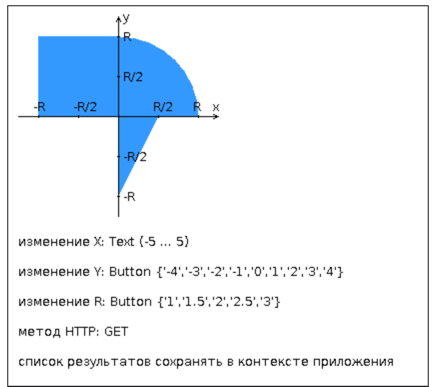 y
R
R/2
-R -R/2 R/2 R x
-R/2
-R
изменение X: Text (-5 ... 5)
изменение Y: Button {'-4','-3','-2','-1','0','1','2','3','4'}
изменение R: Button {'1','1.5','2','2.5','3'}
метод HTTP: GET
список результатов сохранять в контексте приложения